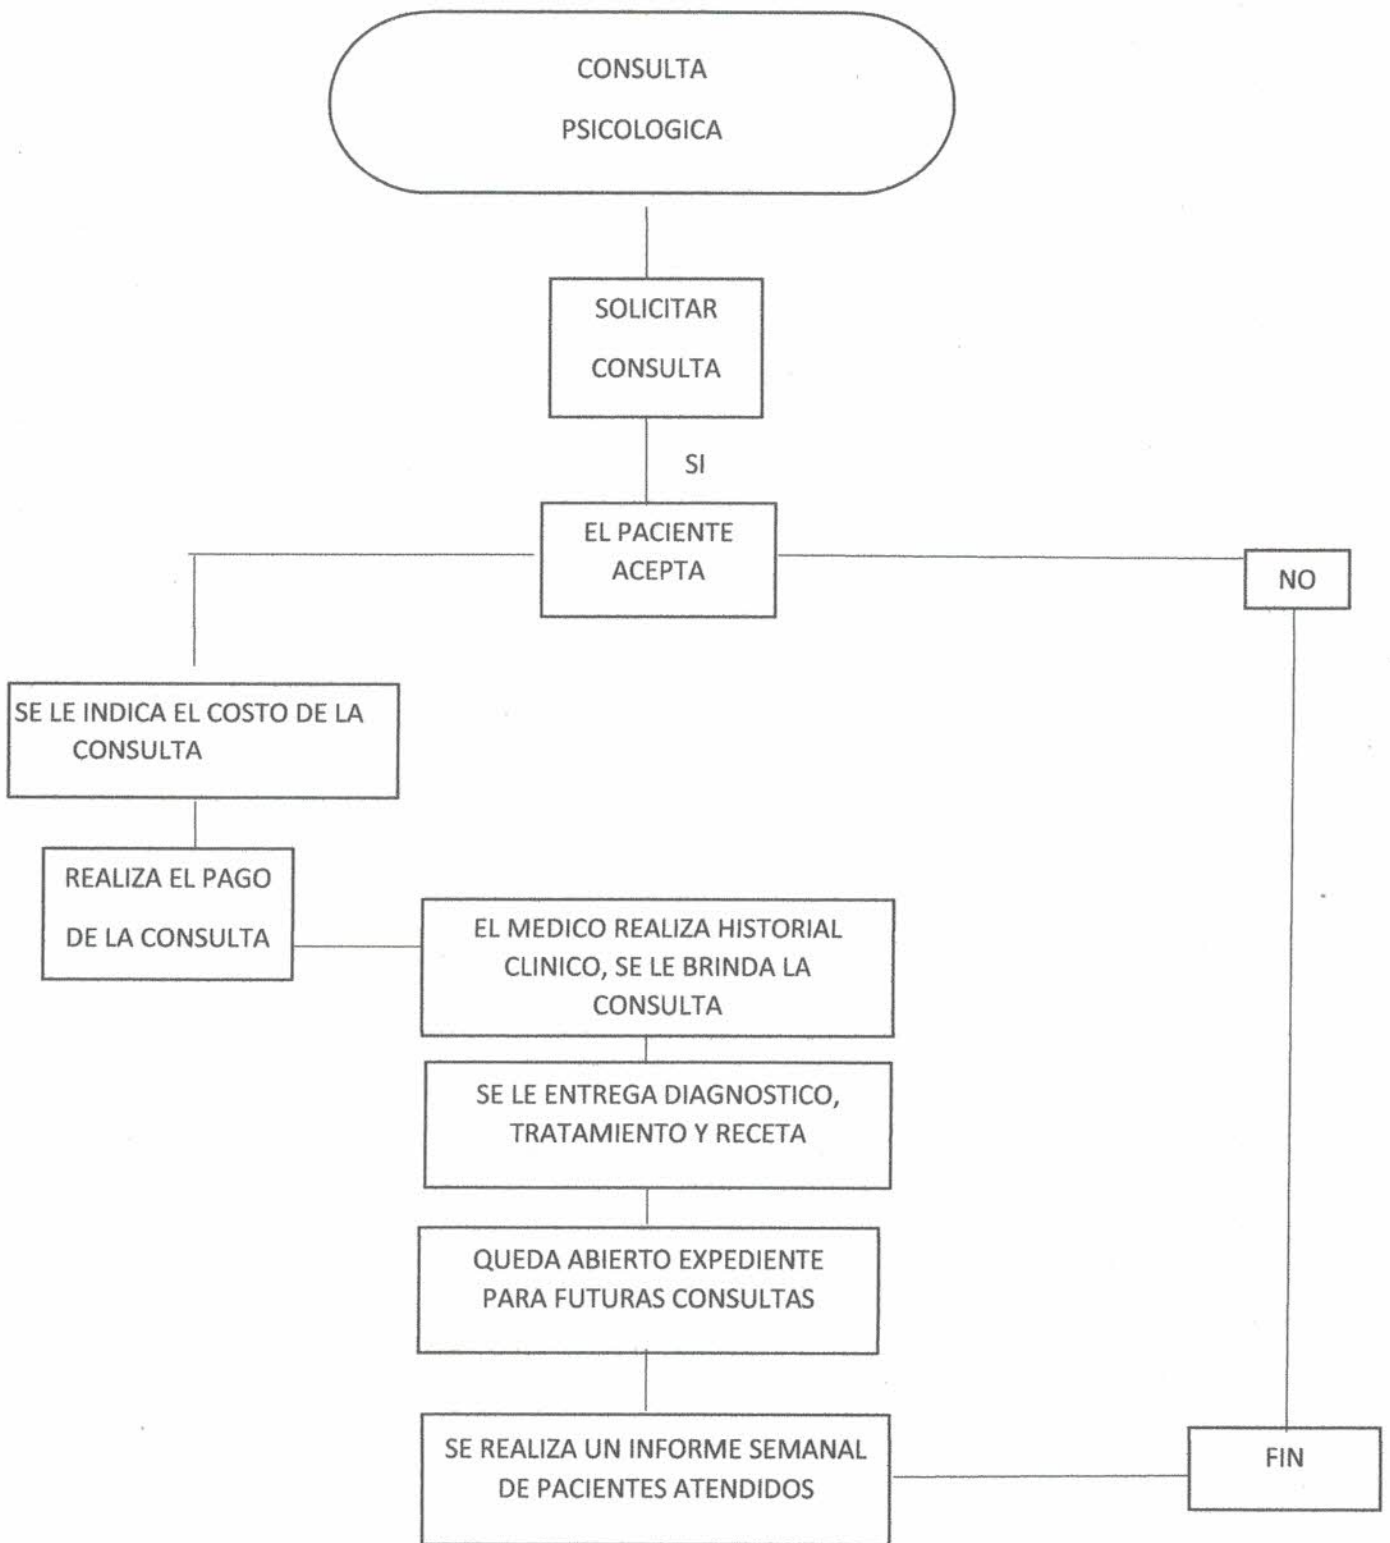 CONSULTA
PSICOLOGICA
SOLICITAR
CONSULTA
SI
EL PACIENTE
ACEPTA
NO
SE LE INDICA EL COSTO DE LA
CONSULTA
REALIZA EL PAGO
DE LA CONSULTA
EL MEDICO REALIZA HISTORIAL
CLINICO, SE LE BRINDA LA
CONSULTA
SE LE ENTREGA DIAGNOSTICO,
TRATAMIENTO Y RECETA
QUEDA ABIERTO EXPEDIENTE
PARA FUTURAS CONSULTAS
SE REALIZA UN INFORME SEMANAL
DE PACIENTES ATENDIDOS
FIN